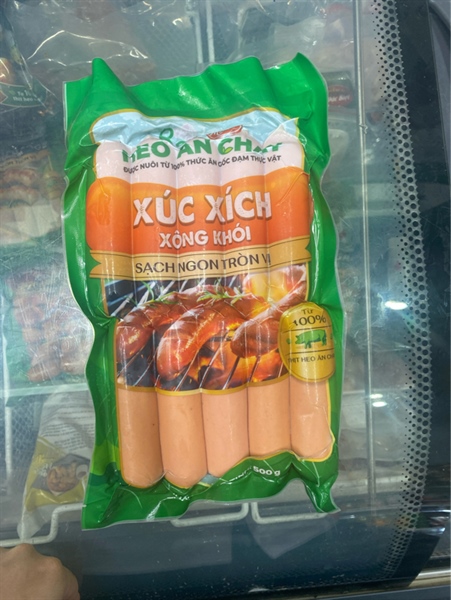 HEO ĂN CHAY
ĐƯỢC NUÔI TỪ 100% THỨC ĂN GỐC ĐẠM THỰC VẬT
XÚC XÍCH
XÔNG KHÓI
SẠCH NGON TRÒN VỊ
Từ
100%
THỊT HEO ĂN CHAY
500 g